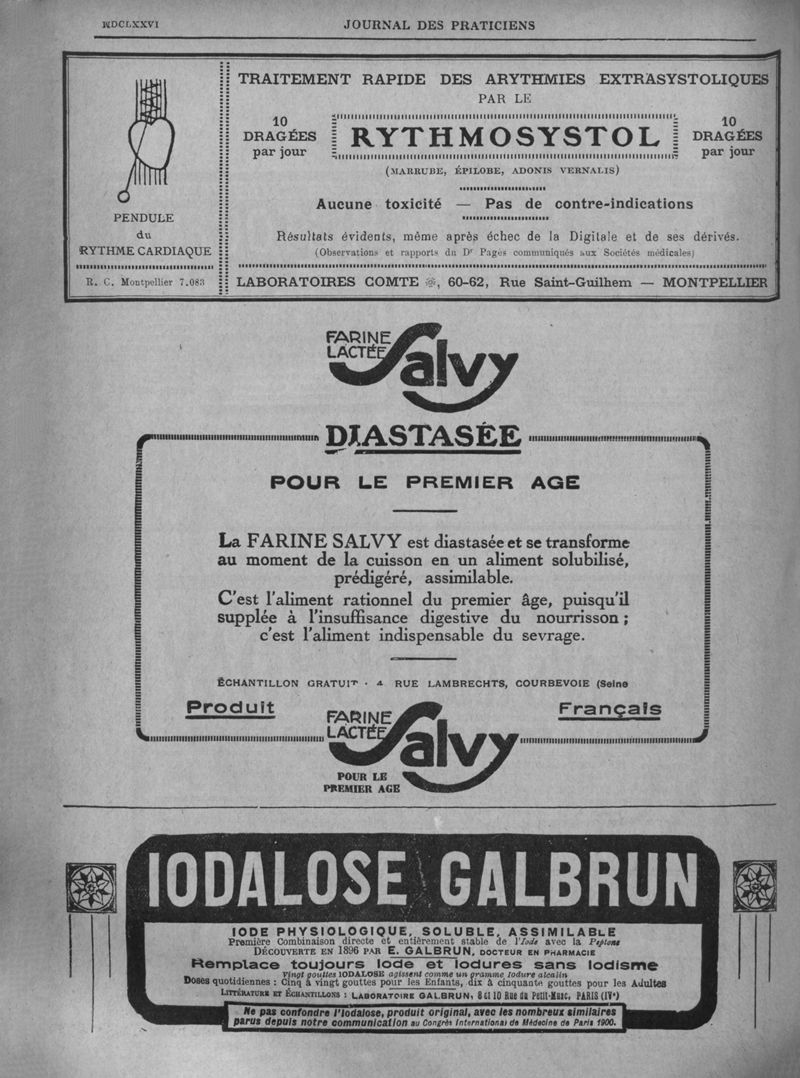 MDCLXXVI
JOURNAL DES PRATICIENS
PENDULE
du
RYTHME CARDIAQUE
R. C. Montpellier 7.083
TRAITEMENT RAPIDE DES ARYTHMIES EXTRASYSTOLIQUES
PAR LE
10
DRAGÉES
par jour
RYTHMOSYSTOL
10
DRAGÉES
par jour
(MARRUBE, ÉPILOBE, ADONIS VERNALIS)
Aucune toxicité — Pas de contre-indications
Résultats évidents, même après échec de la Digitale et de ses dérivés.
(Observations et rapports du Dr Pagès communiqués aux Sociétés médicales)
LABORATOIRES COMTE, 60-62, Rue Saint-Guilhem — MONTPELLIER
FARINE
LACTÉE
Salvy
DIASTASÉE
POUR LE PREMIER AGE
La FARINE SALVY est diastasée et se transforme
au moment de la cuisson en un aliment solubilisé,
prédigéré, assimilable.
C'est l'aliment rationnel du premier âge, puisqu'il
supplée à l'insuffisance digestive du nourrisson ;
c'est l'aliment indispensable du sevrage.
ÉCHANTILLON GRATUIT · 4 RUE LAMBRECHTS, COURBEVOIE (Seine
Produit
Français
FARINE
LACTÉE
Salvy
POUR LE
PREMIER AGE
IODALOSE GALBRUN
IODE PHYSIOLOGIQUE, SOLUBLE, ASSIMILABLE
Première Combinaison directe et entièrement stable de l'Iode avec la Peptone
DÉCOUVERTE EN 1896 PAR E. GALBRUN, DOCTEUR EN PHARMACIE
Remplace toujours Iode et Iodures sans Iodisme
Vingt gouttes IODALOSE agissent comme un gramme Iodure alcalin
Doses quotidiennes : Cinq à vingt gouttes pour les Enfants, dix à cinquante gouttes pour les Adultes
LITTÉRATURE ET ÉCHANTILLONS : LABORATOIRE GALBRUN, 8 et 10 Rue du Petit-Musc, PARIS (IVe)
Ne pas confondre l'Iodalose, produit original, avec les nombreux similaires
parus depuis notre communication au Congrès International de Médecine de Paris 1900.